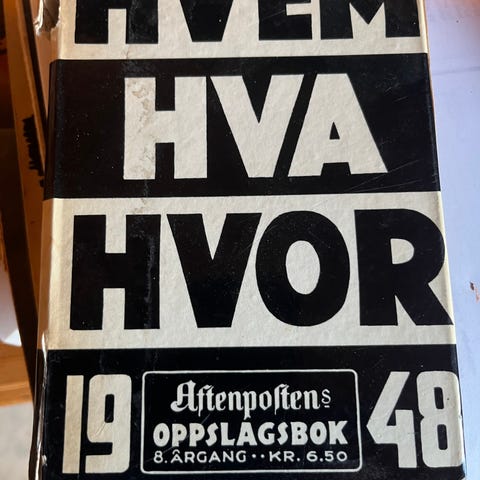 HVEM
HVA
HVOR
19 48
Aftenpostens
OPPSLAGSBOK
8. ÅRGANG·· KR. 6.50